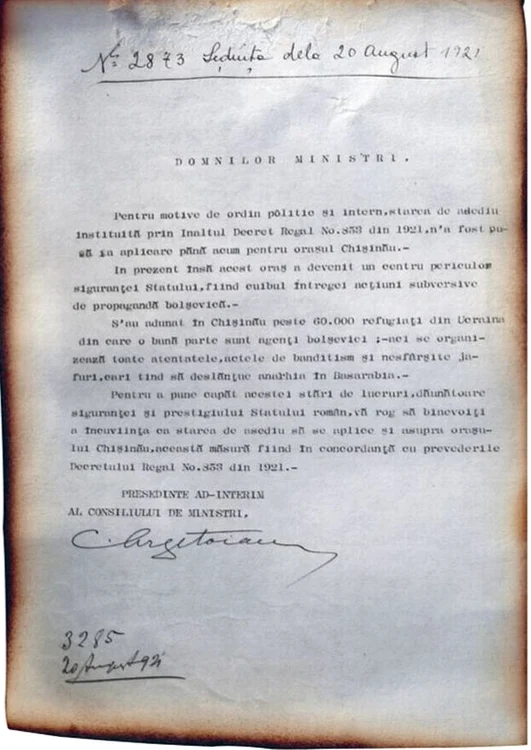 No 2873 Ședința dela 20 August 1921
DOMNILOR MINISTRI.
Pentru motive de ordin politic și intern,starea de asediu
instituită prin Inaltul Decret Regal No.853 din 1921,n'a fost pu-
să în aplicare până acum pentru orașul Chișinău.-
In prezent însă acest oraș a devenit un centru periculos
siguranței Statului,fiind cuibul întregei acțiuni subversive
de propagandă bolșevică.-
S'au adunat în Chișinău peste 60.000 refugiați din Ucraina
din care o bună parte sunt agenți bolșevici ;-aci se organi-
zează toate atentatele,actele de banditism și nesfârșite ja-
furi,cari tind să deslănțue anarhia în Basarabia.-
Pentru a pune capăt acestei stări de lucruri,dăunătoare
siguranței și prestigiului Statului român,vă rog să binevoiți
a încuviința ca starea de asediu să se aplice și asupra orașu-
lui Chișinău,această măsură fiind în concordanță cu prevederile
Decretului Regal No.853 din 1921.-
PRESEDINTE AD-INTERIM
AL CONSILIULUI DE MINISTRI,
C. Argetoianu
3285
20 August 921